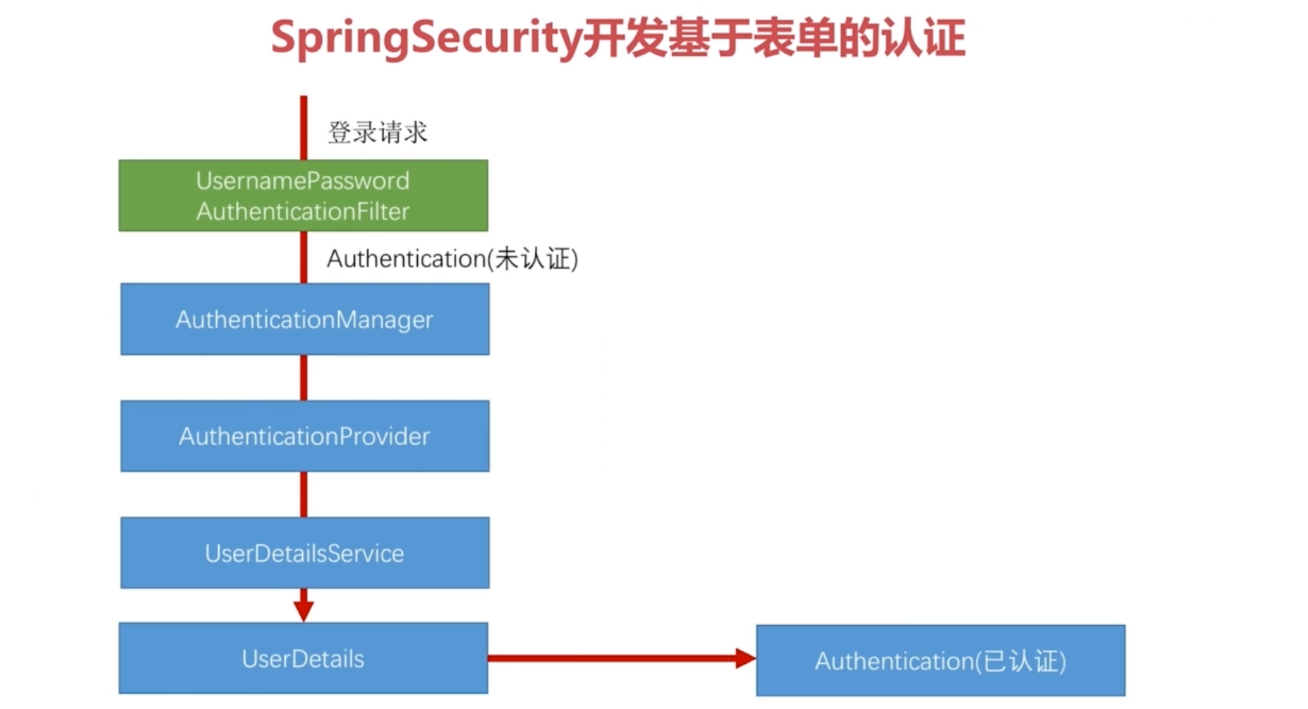 SpringSecurity开发基于表单的认证
登录请求
UsernamePassword
AuthenticationFilter
Authentication(未认证)
AuthenticationManager
AuthenticationProvider
UserDetailsService
UserDetails
Authentication(已认证)